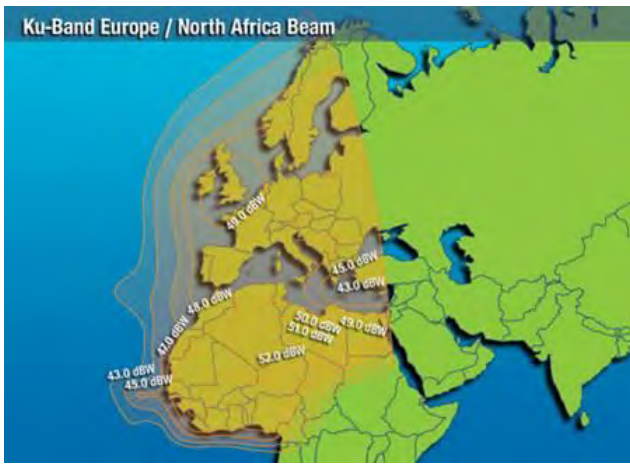 Ku-Band Europe / North Africa Beam
49.0 dBW
45.0 dBW
43.0 dBW
48.0 dBW
47.0 dBW
50.0 dBW
49.0 dBW
51.0 dBW
52.0 dBW
43.0 dBW
45.0 dBW